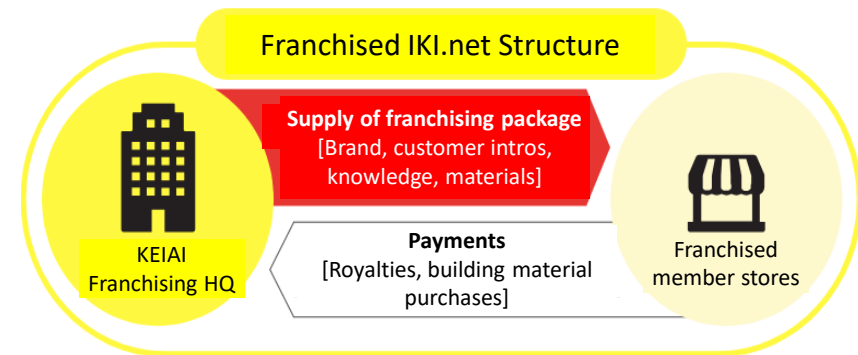 Franchised IKI.net Structure
Supply of franchising package
[Brand, customer intros,
knowledge, materials]
KEIAI
Franchising HQ
Payments
[Royalties, building material
purchases]
Franchised
member stores